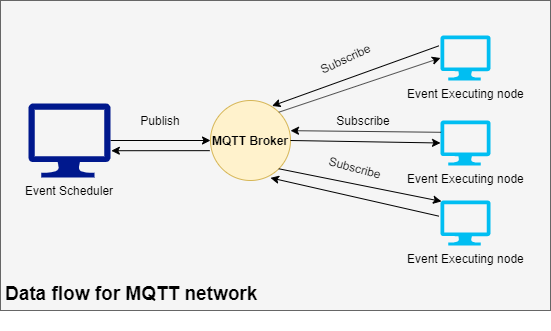 Subscribe
Event Executing node
Publish
Subscribe
MQTT Broker
Event Executing node
Subscribe
Event Scheduler
Event Executing node
Data flow for MQTT network